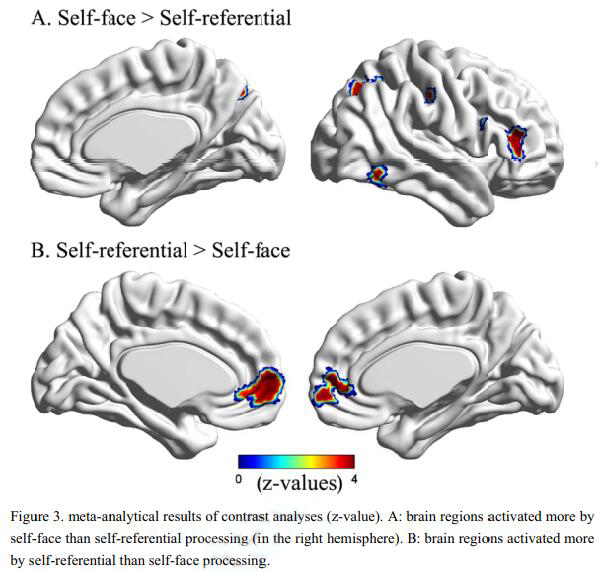 A. Self-face > Self-referential
B. Self-referential > Self-face
0 (z-values) 4
Figure 3. meta-analytical results of contrast analyses (z-value). A: brain regions activated more by
self-face than self-referential processing (in the right hemisphere). B: brain regions activated more
by self-referential than self-face processing.